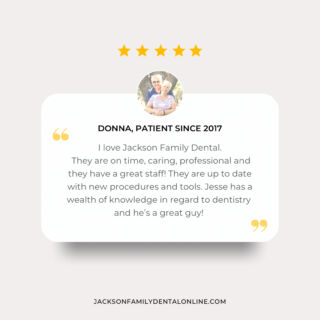 DONNA, PATIENT SINCE 2017
I love Jackson Family Dental.
They are on time, caring, professional and
they have a great staff! They are up to date
with new procedures and tools. Jesse has a
wealth of knowledge in regard to dentistry
and he's a great guy!
JACKSONFAMILYDENTALONLINE.COM